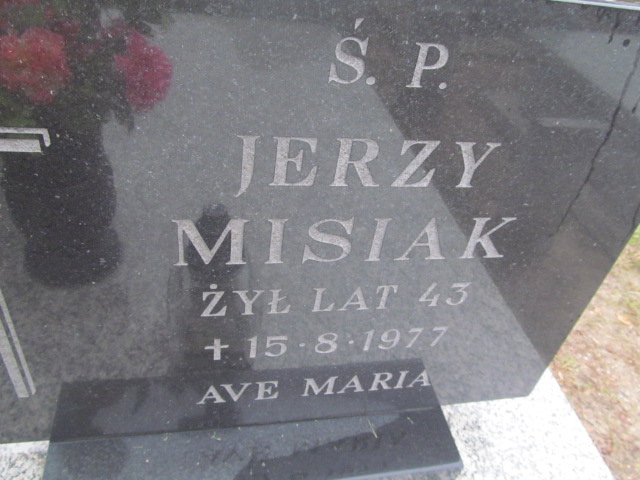 Ś. P.
JERZY
MISIAK
ŻYŁ LAT 43
✝ 15·8·1977
AVE MARIA